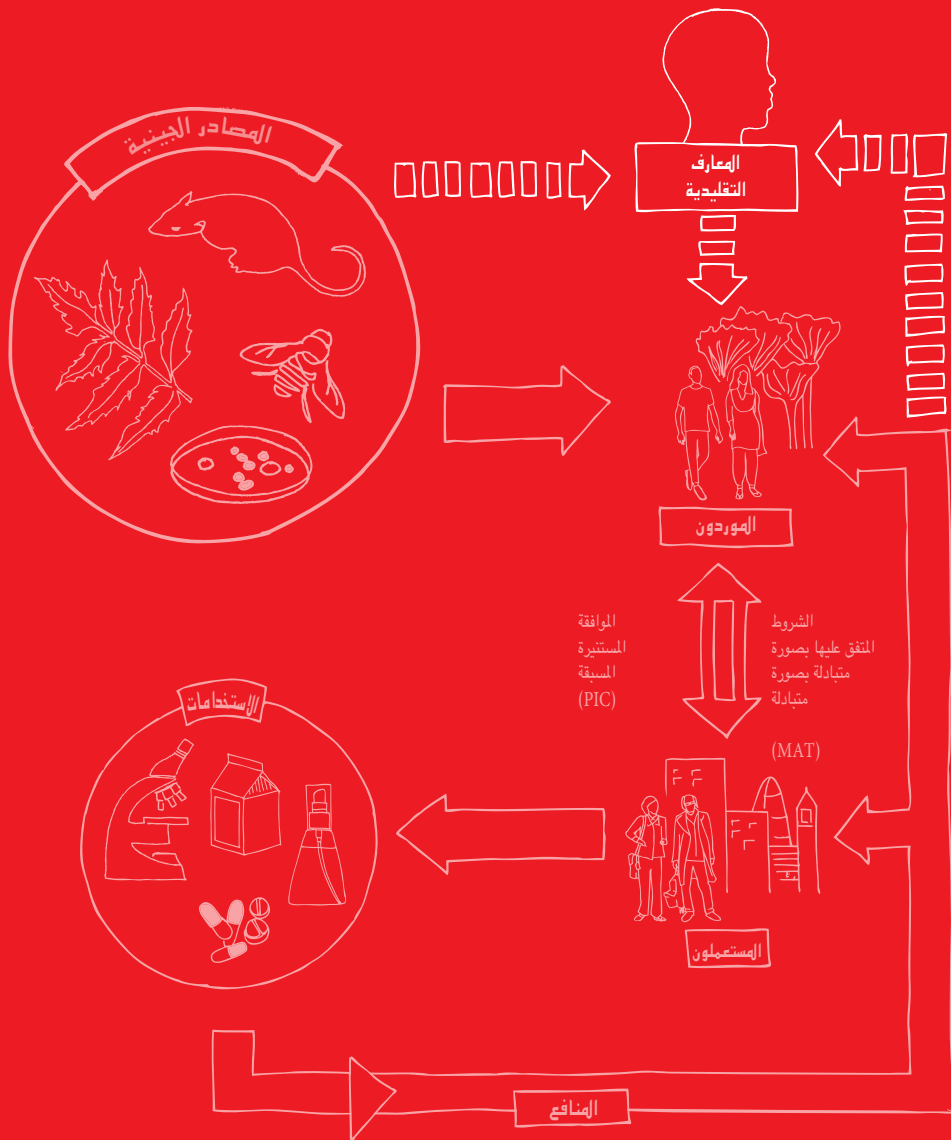 المصادر الجينية
المعارف
التقليدية
الموردون
الشروط
المتفق عليها بصورة
متبادلة بصورة
متبادلة
(MAT)
الموافقة
المستنيرة
المسبقة
(PIC)
الإستخدامات
المستعملون
المنافع